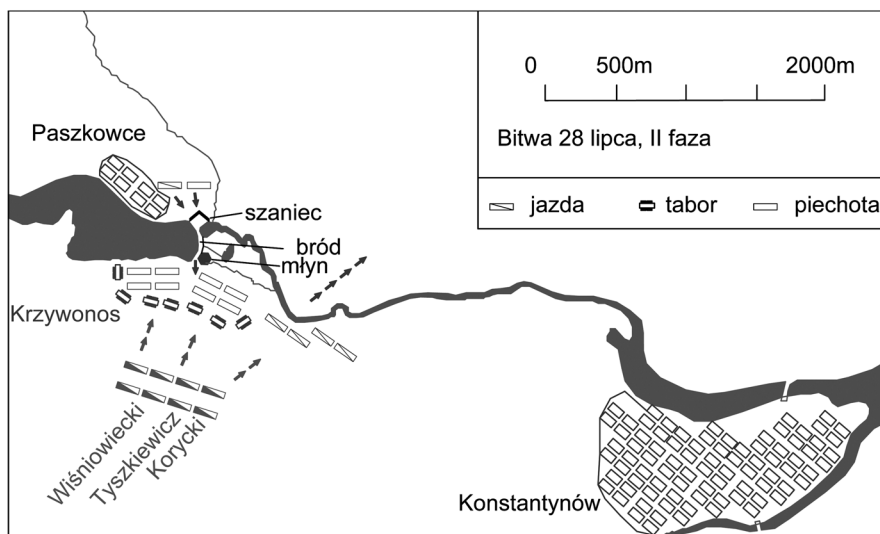 0 500m 2000m
Bitwa 28 lipca, II faza
jazda tabor piechota
Paszkowce
szaniec
bród
młyn
Krzywonos
Wiśniowiecki
Tyszkiewicz
Korycki
Konstantynów